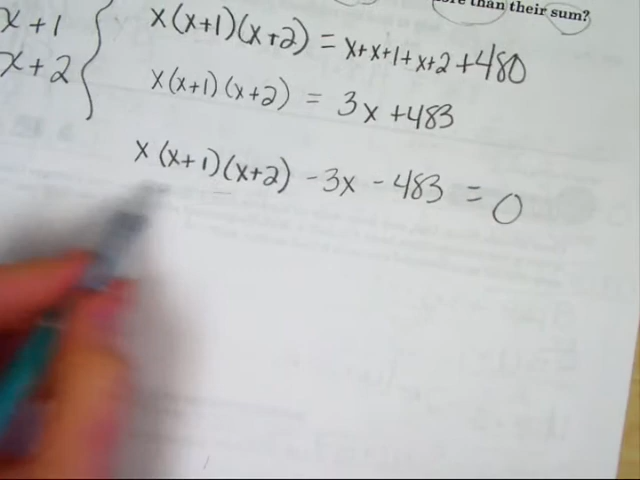 than their sum?
x+1
x+2
x(x+1)(x+2) = x+x+1+x+2+480
x(x+1)(x+2) = 3x+483
x(x+1)(x+2) -3x -483 = 0